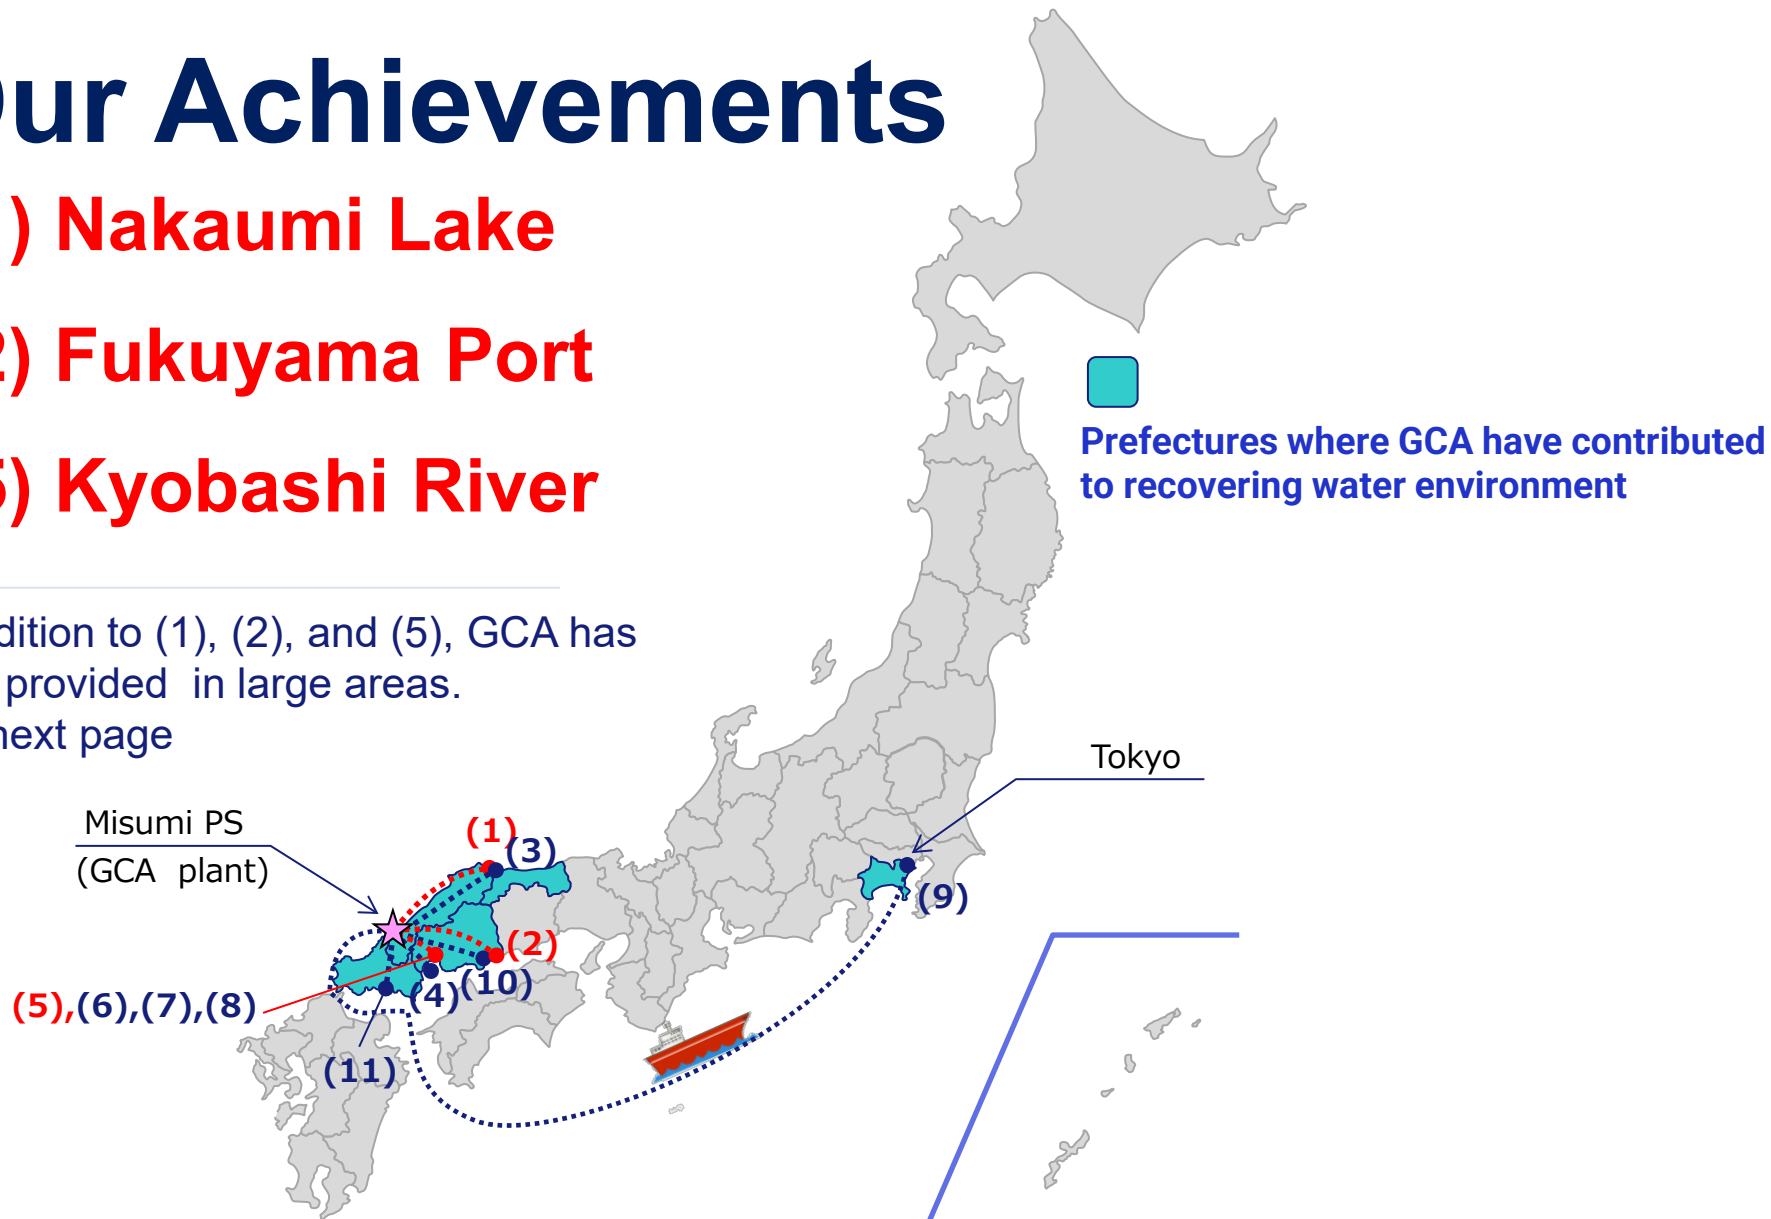 ur Achievements
) Nakaumi Lake
2) Fukuyama Port
5) Kyobashi River
Prefectures where GCA have contributed
to recovering water environment
dition to (1), (2), and (5), GCA has
provided in large areas.
next page
Tokyo
Misumi PS
(GCA plant)
(1)
(3)
(9)
(2)
(10)
(4)
(5),(6),(7),(8)
(11)